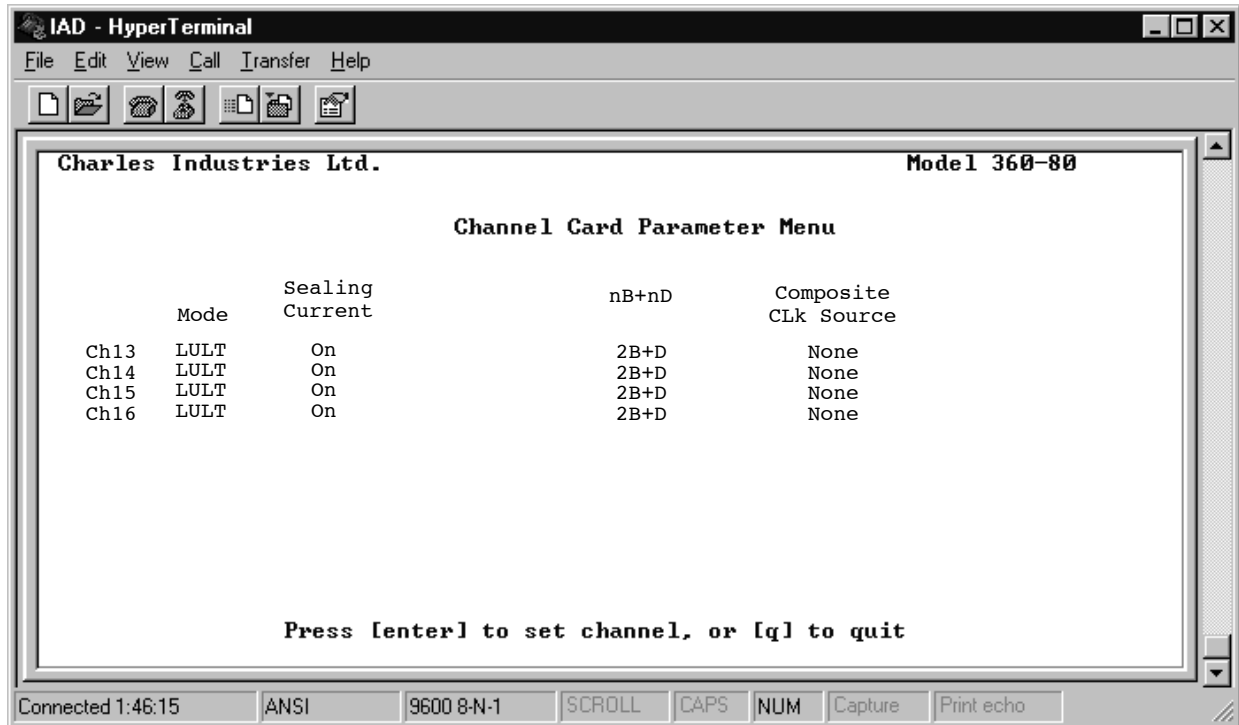 IAD - HyperTerminal
File Edit View Call Transfer Help
Charles Industries Ltd. Model 360-80
Channel Card Parameter Menu
Sealing nB+nD Composite
Mode Current CLk Source
Ch13 LULT On 2B+D None
Ch14 LULT On 2B+D None
Ch15 LULT On 2B+D None
Ch16 LULT On 2B+D None
Press [enter] to set channel, or [q] to quit
Connected 1:46:15 ANSI 9600 8-N-1 SCROLL CAPS NUM Capture Print echo